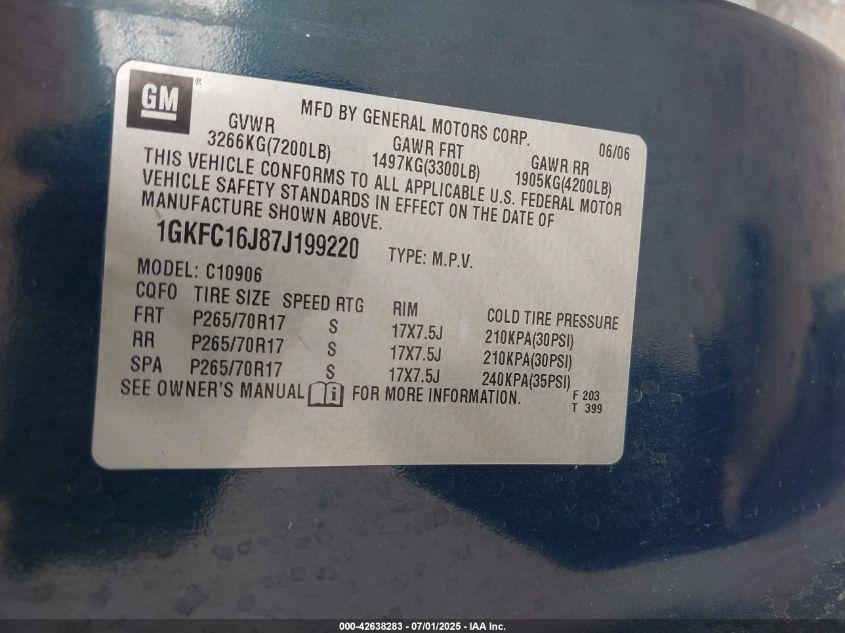 GM ®
MFD BY GENERAL MOTORS CORP. 06/06
GVWR GAWR FRT GAWR RR
3266KG(7200LB) 1497KG(3300LB) 1905KG(4200LB)
THIS VEHICLE CONFORMS TO ALL APPLICABLE U.S. FEDERAL MOTOR
VEHICLE SAFETY STANDARDS IN EFFECT ON THE DATE OF
MANUFACTURE SHOWN ABOVE.
1GKFC16J87J199220 TYPE: M.P.V.
MODEL: C10906
CQFO TIRE SIZE SPEED RTG RIM COLD TIRE PRESSURE
FRT P265/70R17 S 17X7.5J 210KPA(30PSI)
RR P265/70R17 S 17X7.5J 210KPA(30PSI)
SPA P265/70R17 S 17X7.5J 240KPA(35PSI)
SEE OWNER'S MANUAL i FOR MORE INFORMATION. F 203
T 399
000-42638283 - 07/01/2025 - IAA Inc.